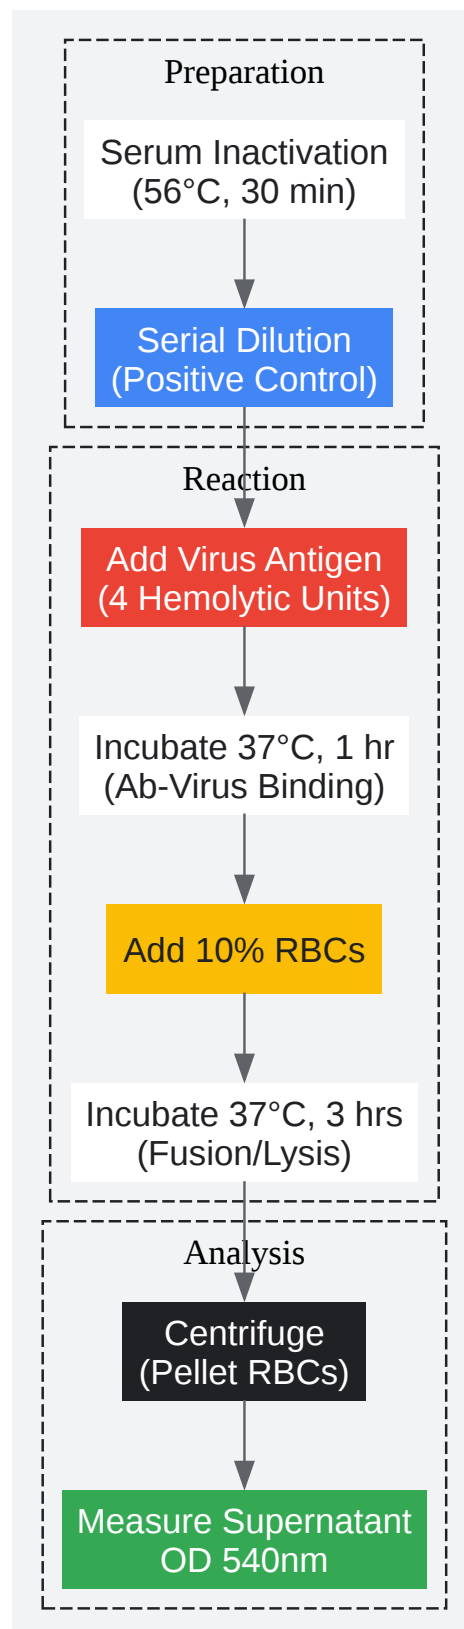 Preparation
Serum Inactivation
(56°C, 30 min)
Serial Dilution
(Positive Control)
Reaction
Add Virus Antigen
(4 Hemolytic Units)
Incubate 37°C, 1 hr
(Ab-Virus Binding)
Add 10% RBCs
Incubate 37°C, 3 hrs
(Fusion/Lysis)
Analysis
Centrifuge
(Pellet RBCs)
Measure Supernatant
OD 540nm